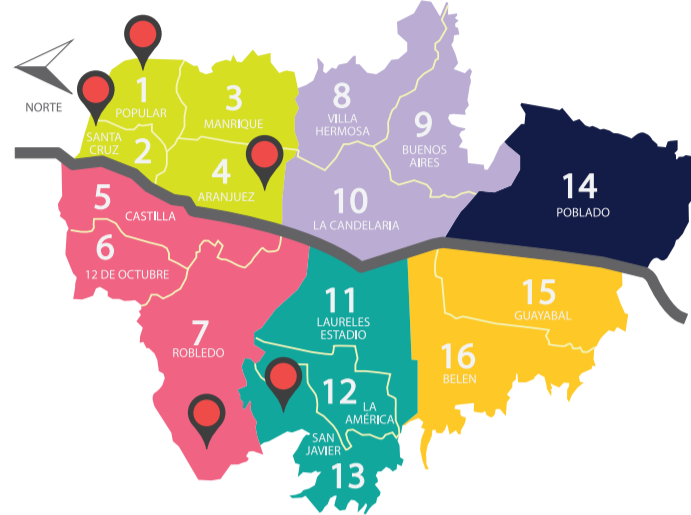 NORTE
1
POPULAR
SANTA
CRUZ
2
3
MANRIQUE
4
ARANJUEZ
5
CASTILLA
6
12 DE OCTUBRE
7
ROBLEDO
8
VILLA
HERMOSA
9
BUENOS
AIRES
10
LA CANDELARIA
14
POBLADO
11
LAURELES
ESTADIO
12
LA
AMÉRICA
SAN
JAVIER
13
15
GUAYABAL
16
BELEN